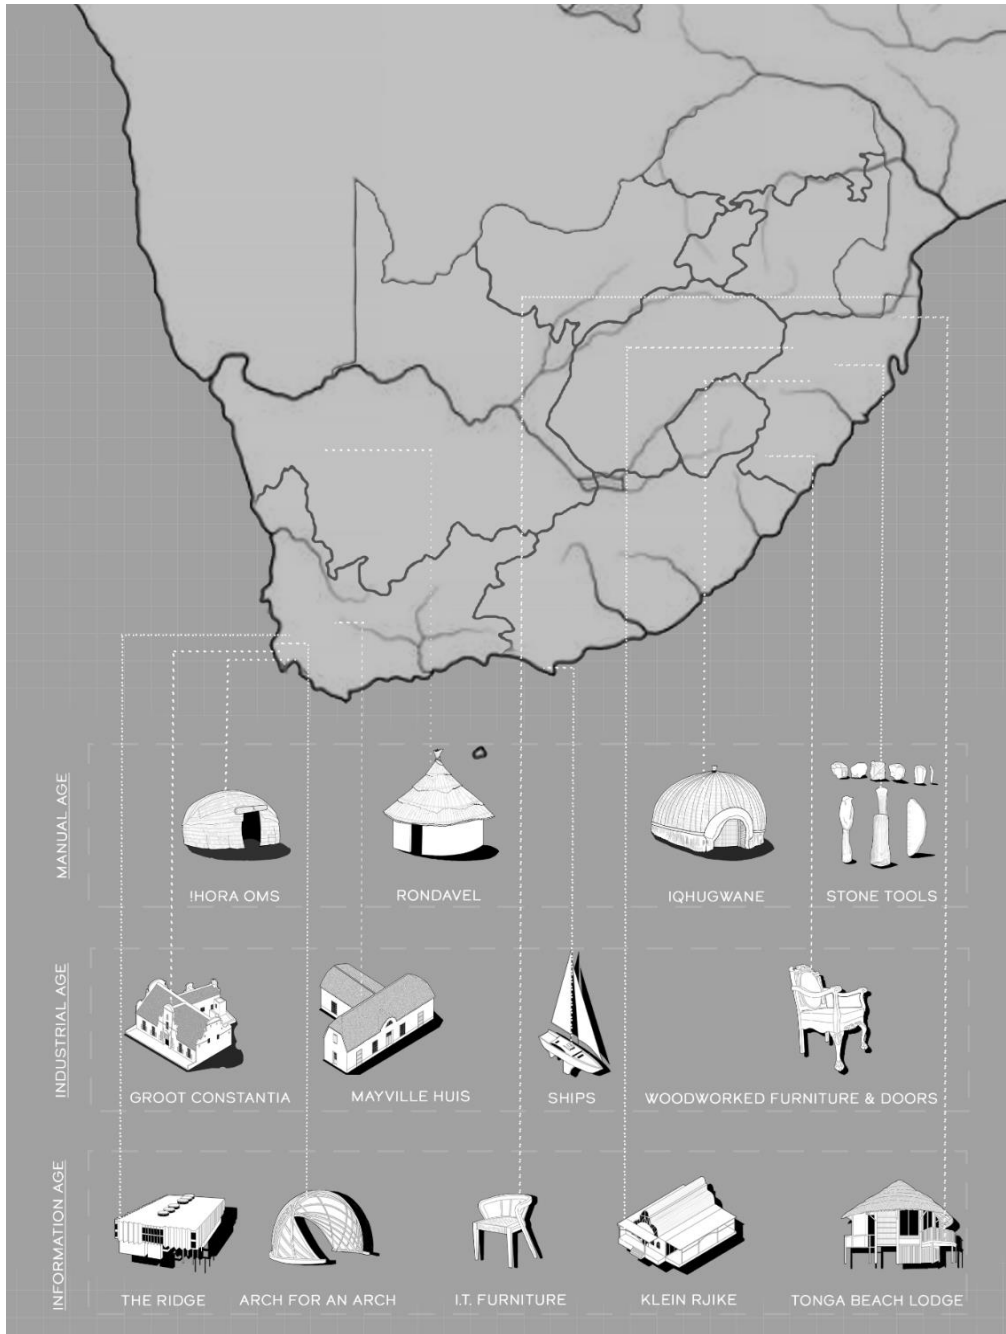 MANUAL AGE
!HORA OMS
RONDAVEL
IQHUGWANE
STONE TOOLS
INDUSTRIAL AGE
GROOT CONSTANTIA
MAYVILLE HUIS
SHIPS
WOODWORKED FURNITURE & DOORS
INFORMATION AGE
THE RIDGE
ARCH FOR AN ARCH
I.T. FURNITURE
KLEIN RJIKE
TONGA BEACH LODGE